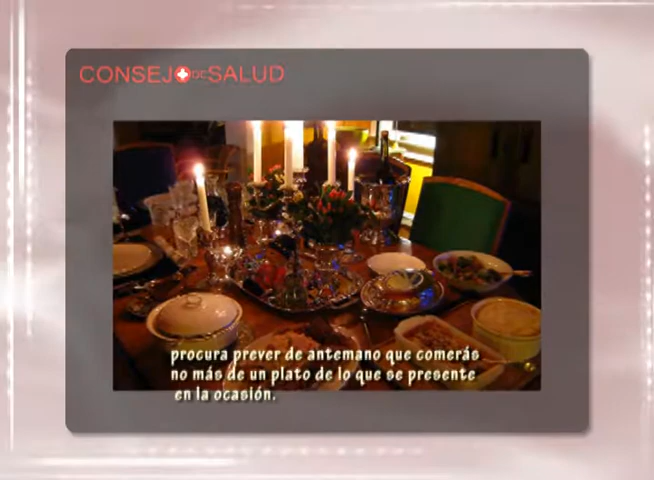 CONSEJO DE SALUD
procura prever de antemano que comerás
no más de un plato de lo que se presente
en la ocasión.